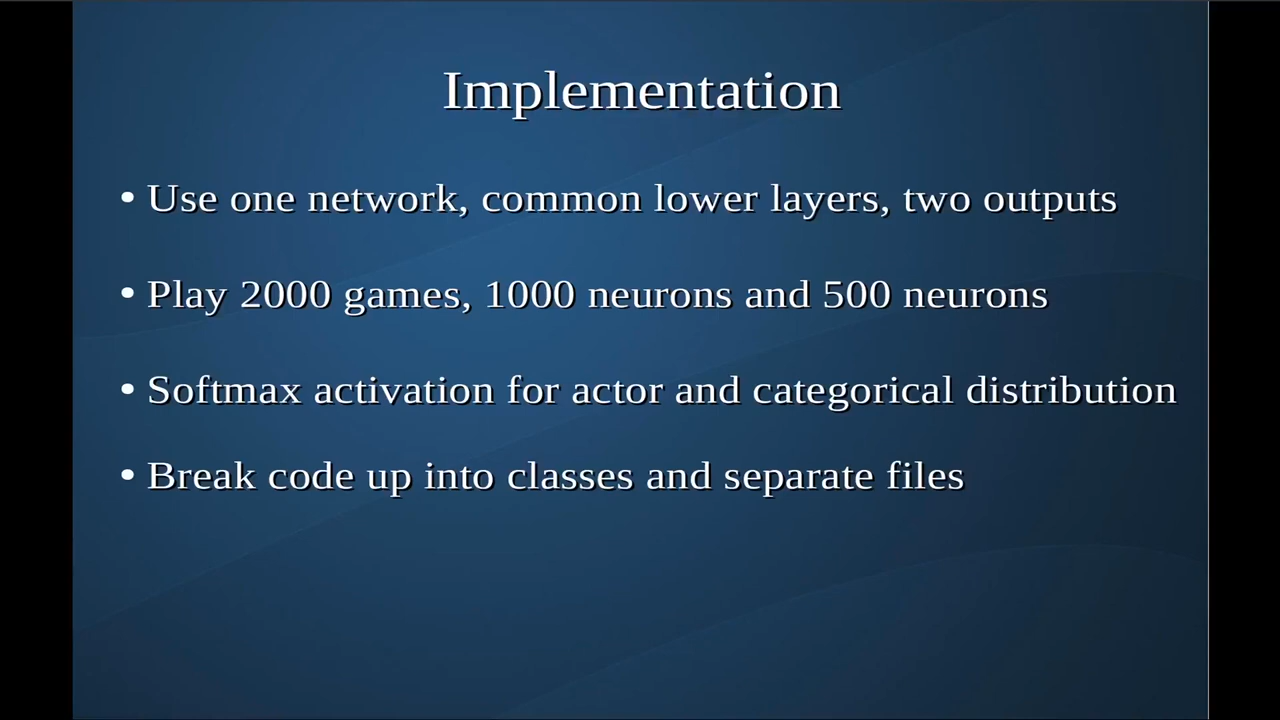 Implementation
• Use one network, common lower layers, two outputs
• Play 2000 games, 1000 neurons and 500 neurons
• Softmax activation for actor and categorical distribution
• Break code up into classes and separate files